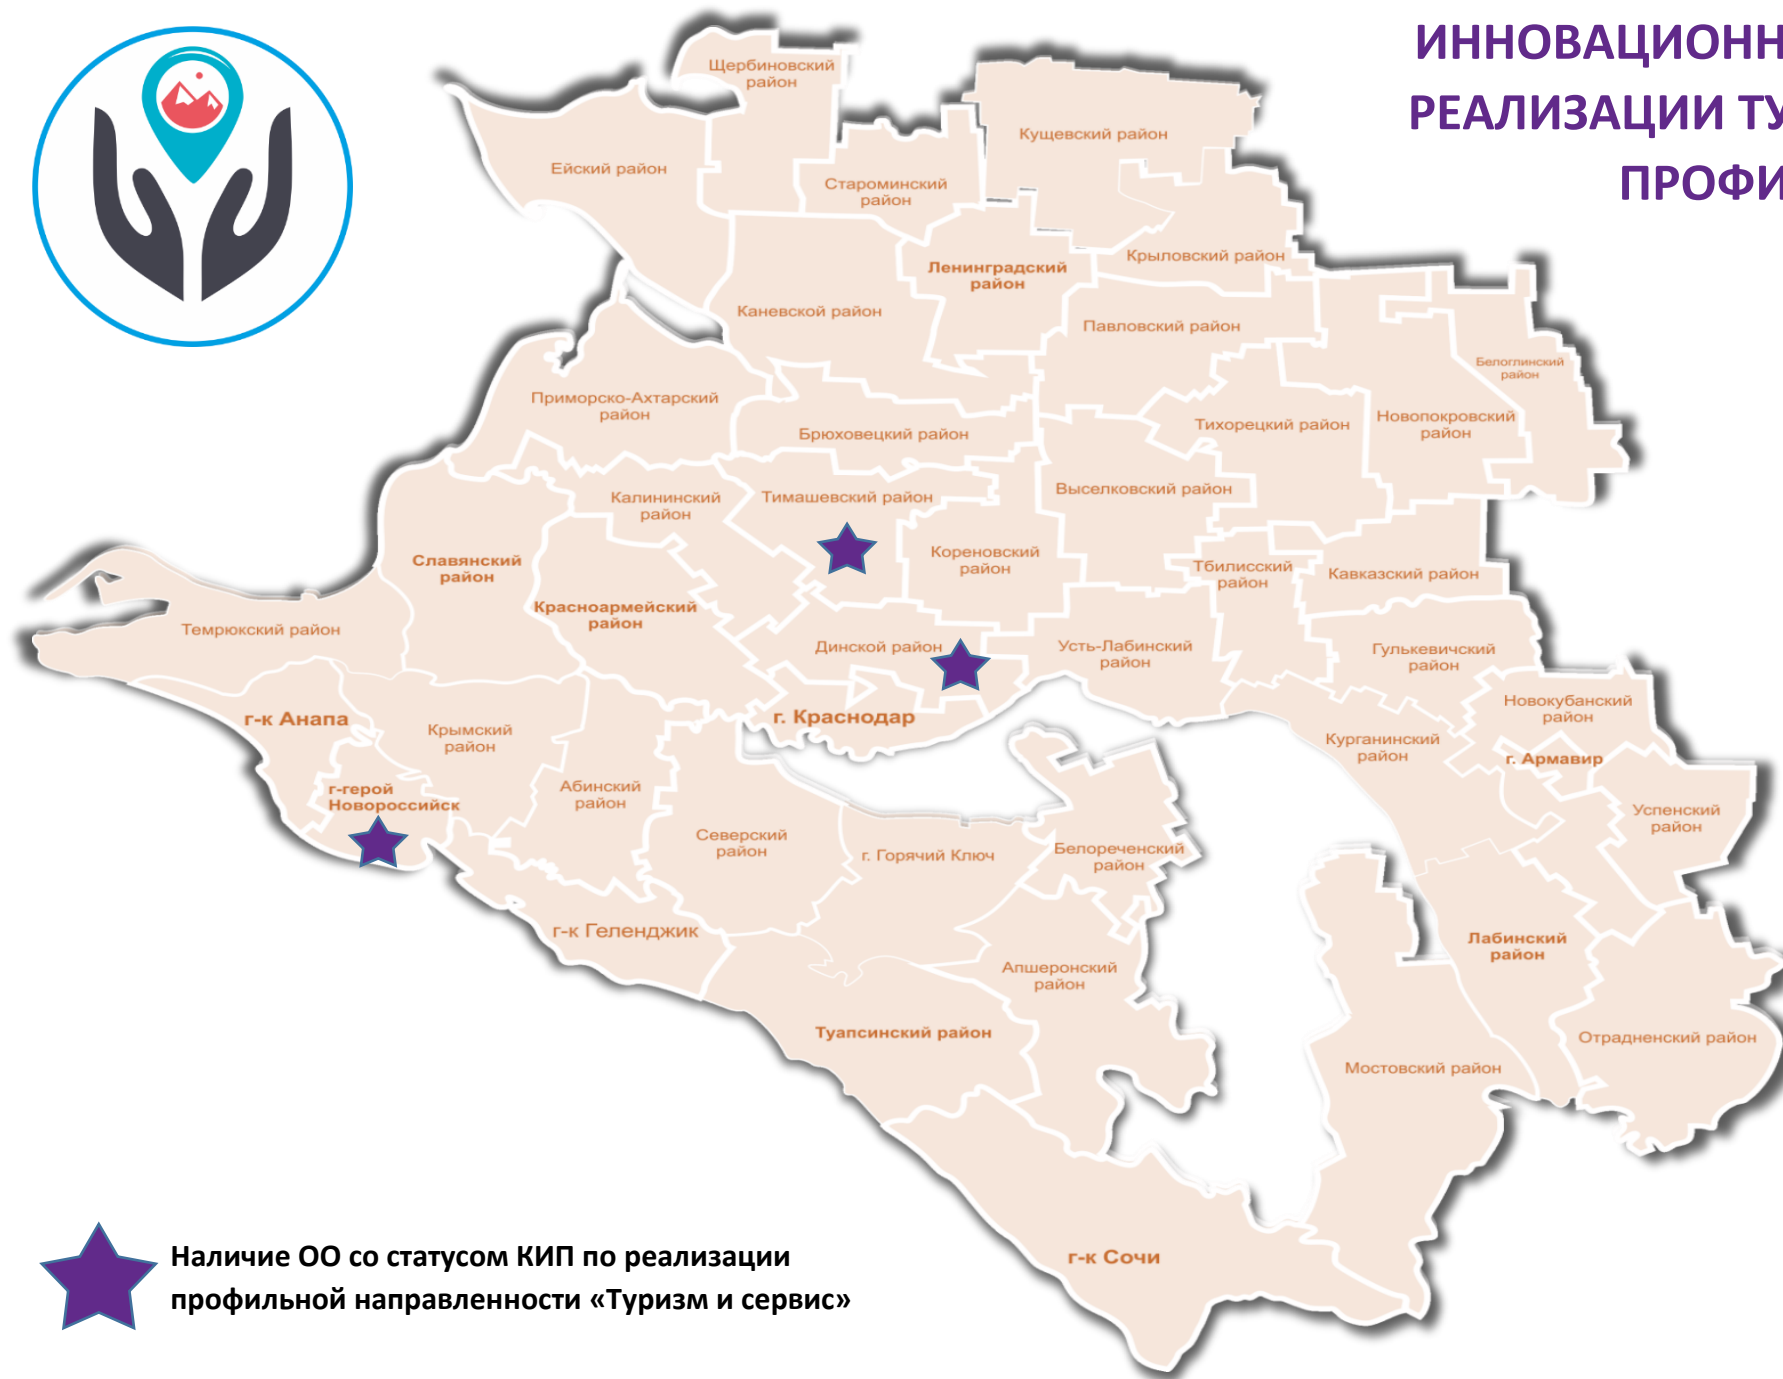 ИННОВАЦИОНН
РЕАЛИЗАЦИИ ТУ
ПРОФИ
Щербиновский
район
Кущевский район
Ейский район
Староминский
район
Крыловский район
Ленинградский
район
Каневской район
Павловский район
Белоглинский
район
Приморско-Ахтарский
район
Брюховецкий район
Тихорецкий район
Новопокровский
район
Калининский
район
Тимашевский район
Выселковский район
Славянский
район
Кореновский
район
Тбилисский
район
Кавказский район
Красноармейский
район
Темрюкский район
Динской район
Усть-Лабинский
район
Гулькевичский
район
г-к Анапа
Крымский
район
г. Краснодар
Новокубанский
район
Курганинский
район
г. Армавир
г-герой
Новороссийск
Абинский
район
Северский
район
г. Горячий Ключ
Белореченский
район
Успенский
район
г-к Геленджик
Апшеронский
район
Лабинский
район
Туапсинский район
Мостовский район
Отрадненский район
г-к Сочи
Наличие ОО со статусом КИП по реализации
профильной направленности «Туризм и сервис»